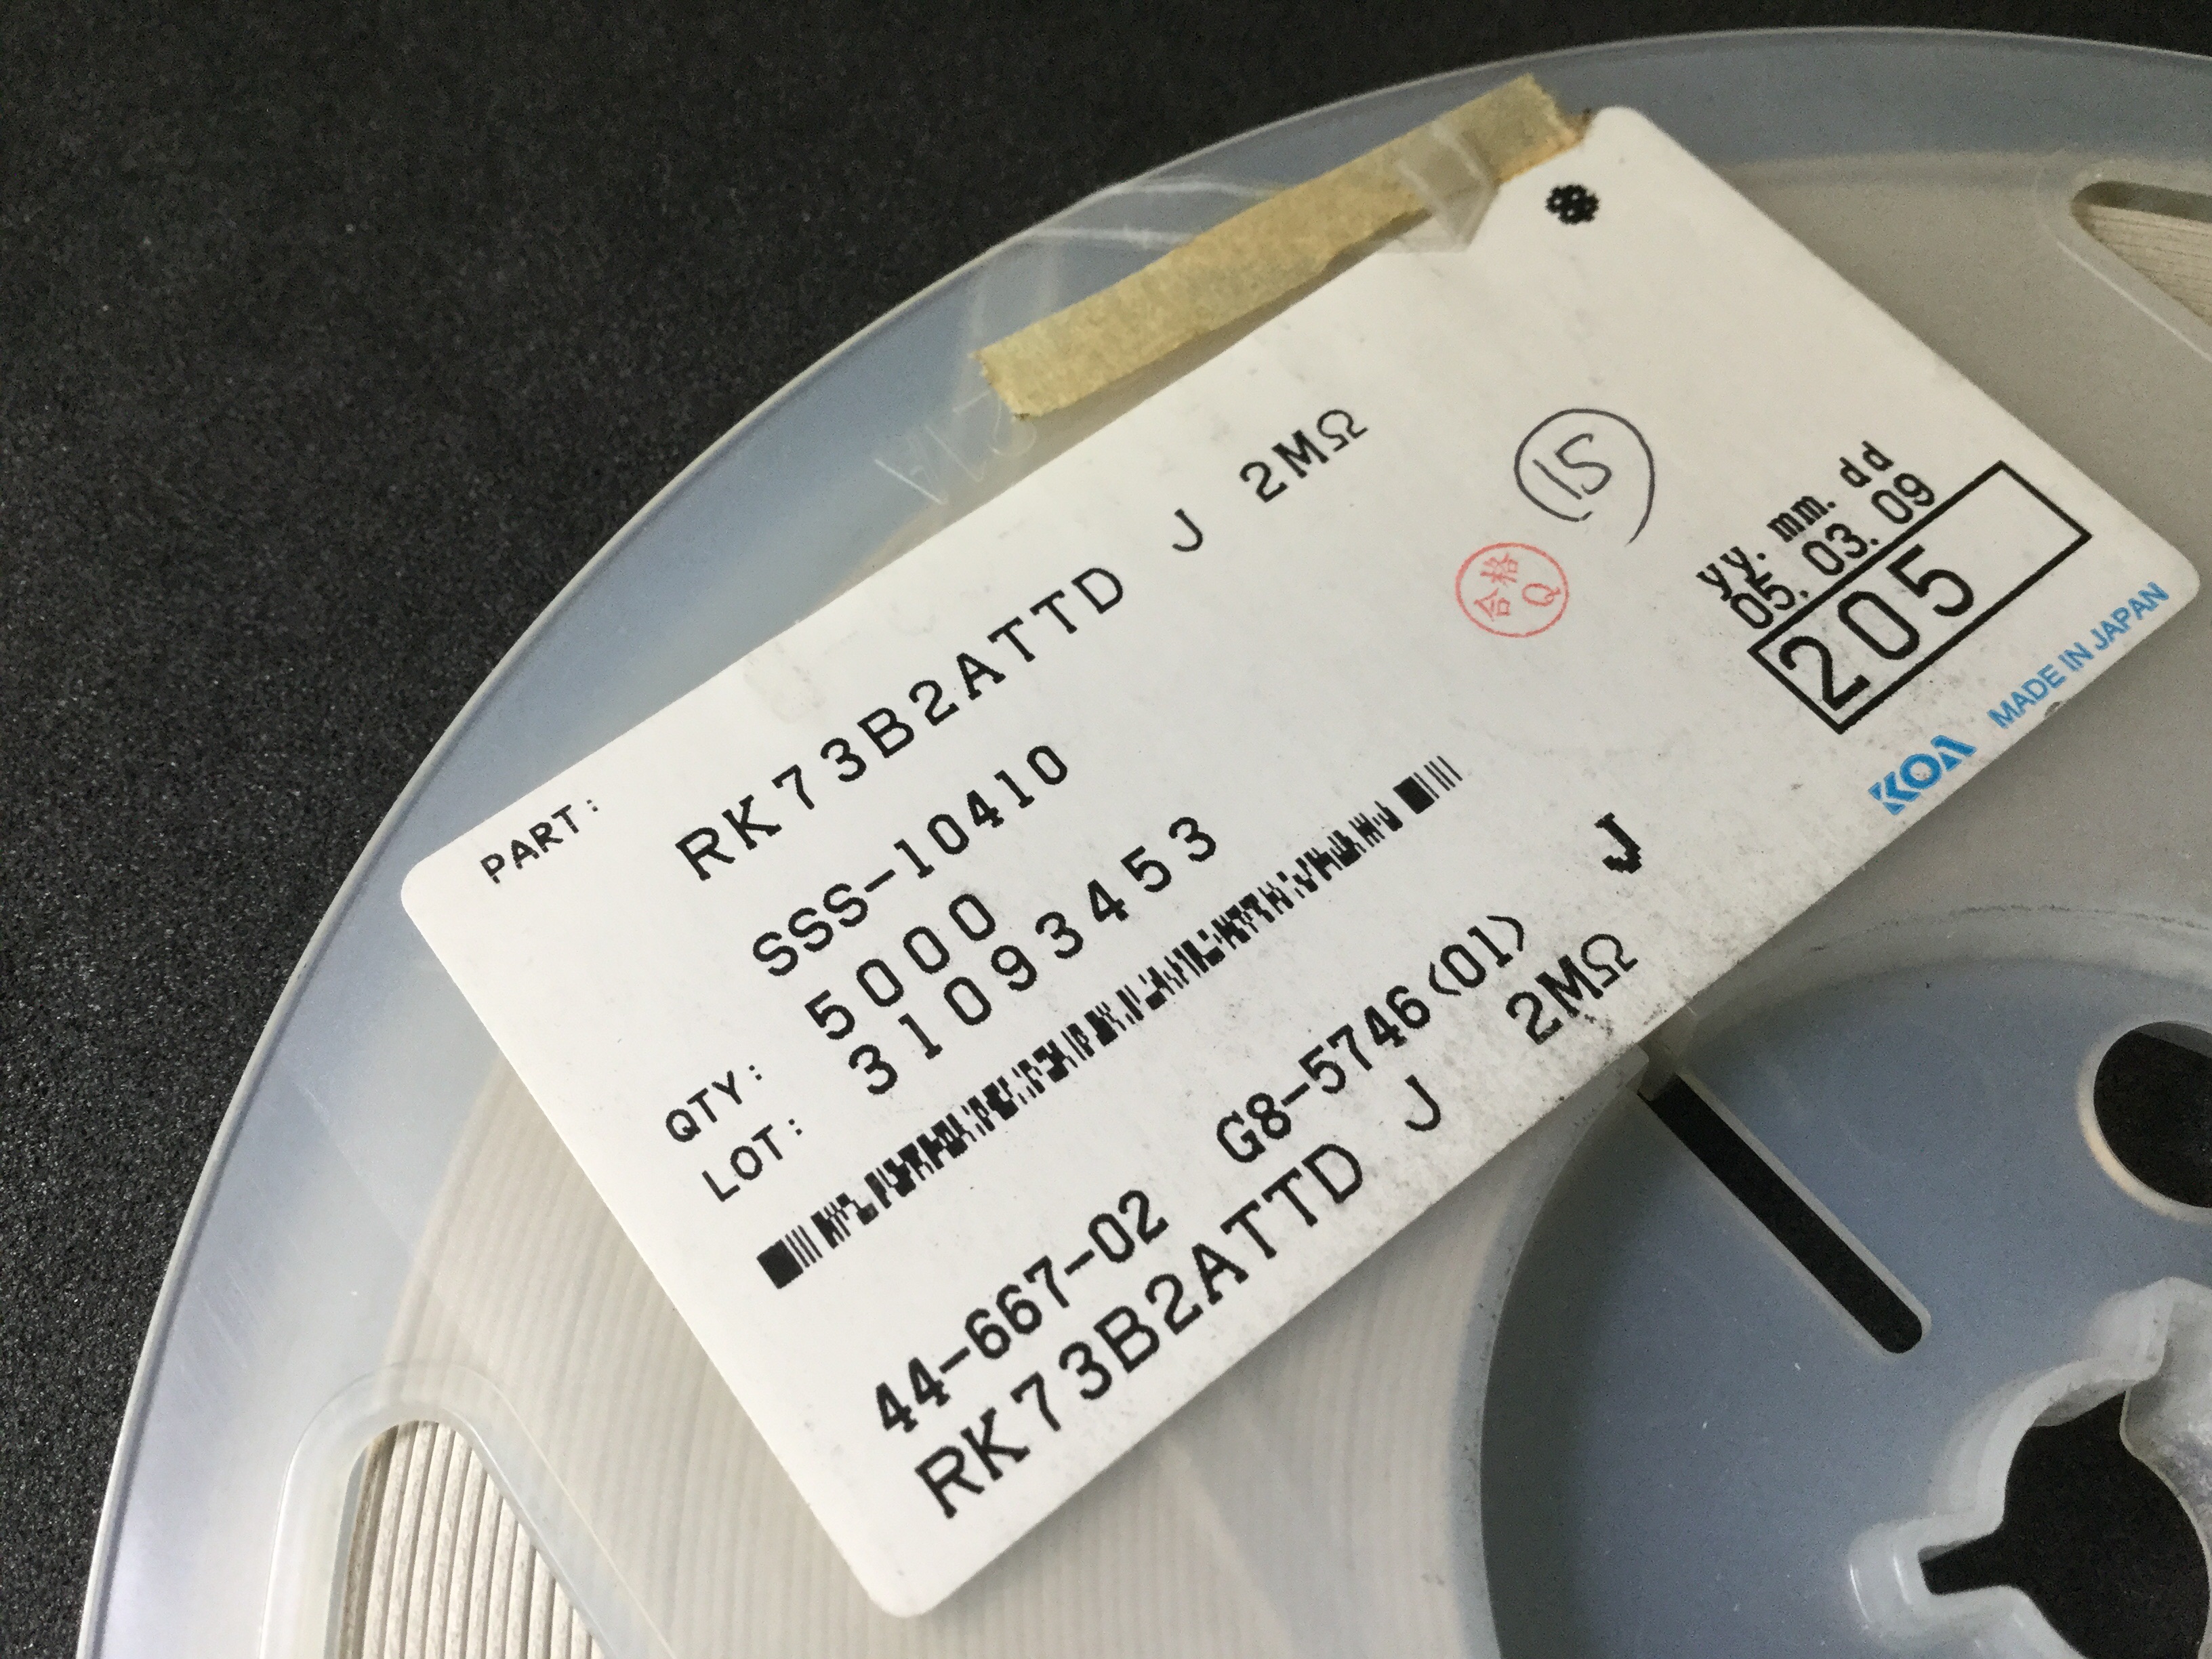 PART:
RK73B2ATTD J 2MΩ
SSS-10410
QTY: 5000
LOT: 31093453
44-667-02 G8-5746(01) J
RK73B2ATTD J 2MΩ
15
合格
Q
yy. mm. dd
05. 03. 09
205
KOA MADE IN JAPAN